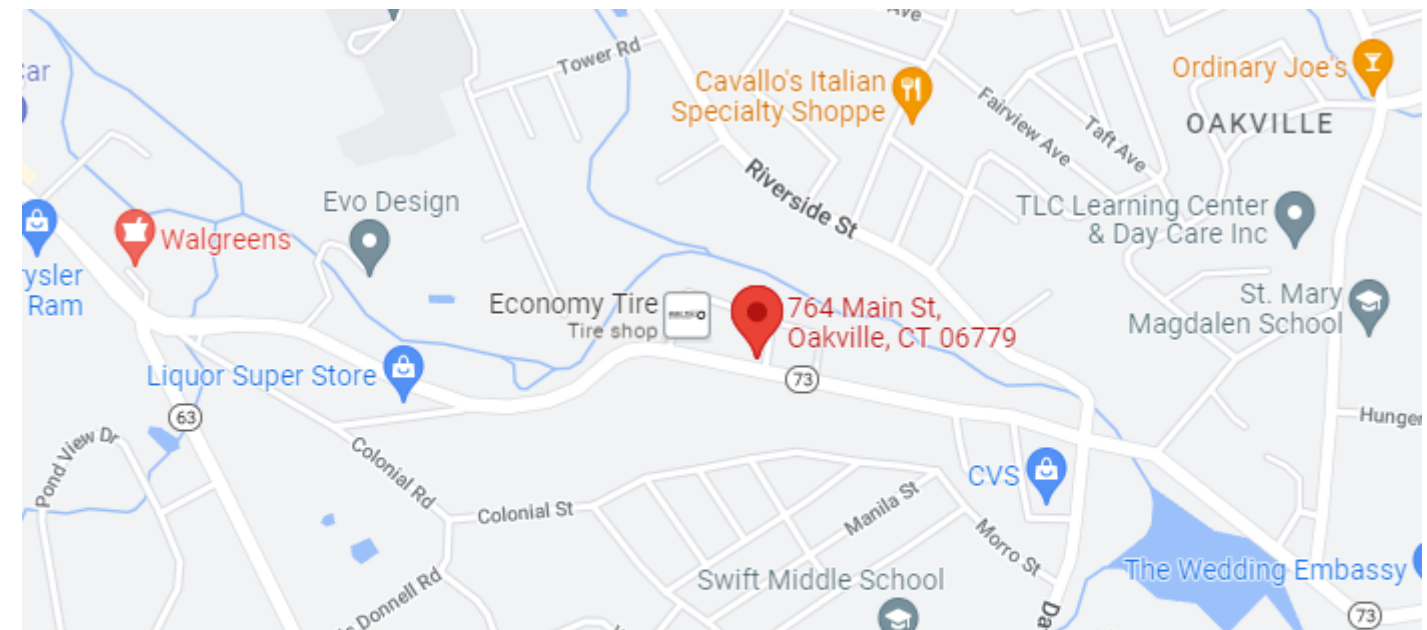 Ave
Tower Rd
Cavallo's Italian
Specialty Shoppe
Ordinary Joe's
Fairview Ave
Taft Ave
OAKVILLE
Riverside St
Evo Design
Walgreens
TLC Learning Center
& Day Care Inc
Ram
Economy Tire
Tire shop
764 Main St,
Oakville, CT 06779
St. Mary
Magdalen School
73
Liquor Super Store
63
Pond View Dr
Colonial Rd
Colonial St
CVS
Manila St
Morro St
Swift Middle School
Donnell Rd
The Wedding Embassy
73